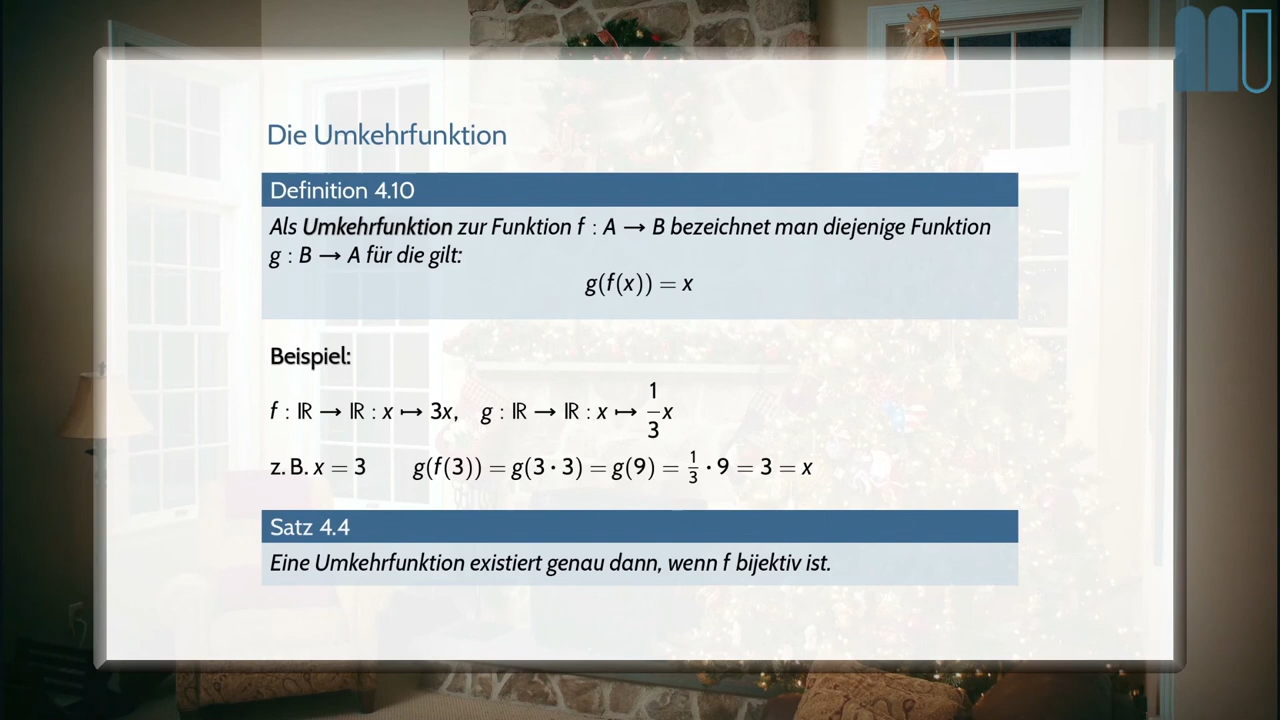 Die Umkehrfunktion
Definition 4.10
Als Umkehrfunktion zur Funktion f : A → B bezeichnet man diejenige Funktion
g : B → A für die gilt:
g(f(x)) = x
Beispiel:
f : ℝ → ℝ : x ↦ 3x, g : ℝ → ℝ : x ↦ 1/3 x
z. B. x = 3 g(f(3)) = g(3 · 3) = g(9) = 1/3 · 9 = 3 = x
Satz 4.4
Eine Umkehrfunktion existiert genau dann, wenn f bijektiv ist.